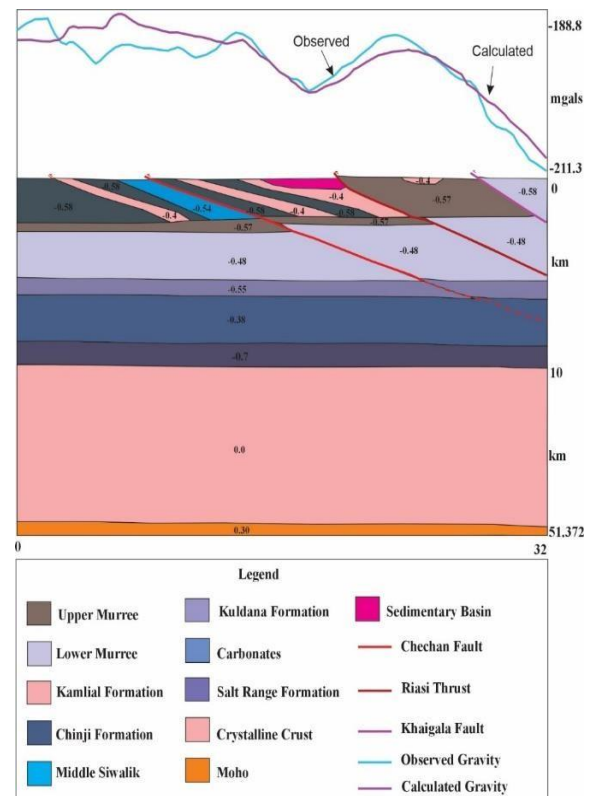 -188.8
Observed
Calculated
mgals
-211.3
0
-0.58
-0.4
-0.58
-0.54
-0.58
-0.4
-0.58
-0.4
-0.57
-0.4
-0.57
-0.58
-0.57
-0.48
-0.48
-0.48
km
-0.55
-0.38
-0.7
10
0.0
km
0.30
51.372
0
32
Legend
Upper Murree
Kuldana Formation
Sedimentary Basin
Lower Murree
Carbonates
Chechan Fault
Kamlial Formation
Salt Range Formation
Riasi Thrust
Chinji Formation
Crystalline Crust
Khaigala Fault
Middle Siwalik
Moho
Observed Gravity
Calculated Gravity